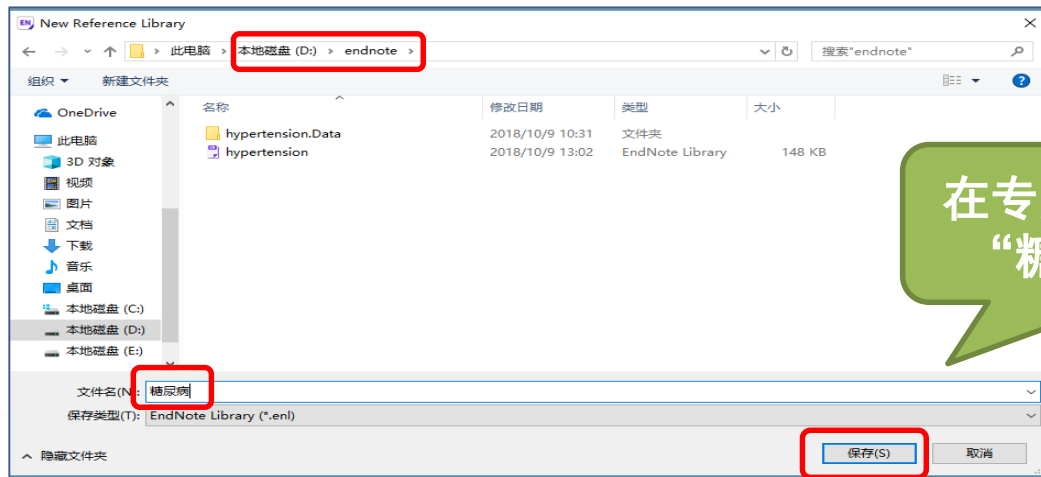 EN New Reference Library
此电脑 › 本地磁盘 (D:) › endnote ›
搜索"endnote"
组织 新建文件夹
名称 修改日期 类型 大小
OneDrive
此电脑
3D 对象
视频
图片
文档
下载
音乐
桌面
本地磁盘 (C:)
本地磁盘 (D:)
本地磁盘 (E:)
hypertension.Data 2018/10/9 10:31 文件夹
hypertension 2018/10/9 13:02 EndNote Library 148 KB
在专
“糖
文件名(N): 糖尿病
保存类型(T): EndNote Library (*.enl)
隐藏文件夹
保存(S) 取消